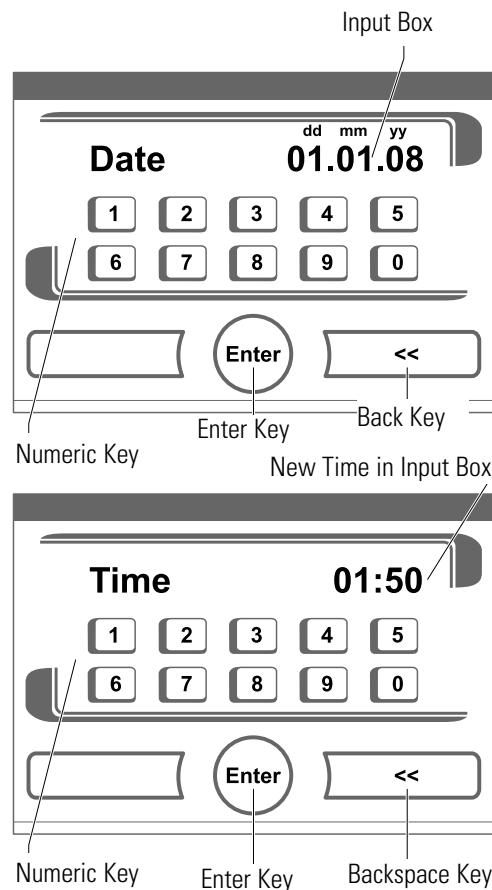 Input Box
dd mm yy
Date 01.01.08
1 2 3 4 5
6 7 8 9 0
Enter <<
Enter Key Back Key
Numeric Key
New Time in Input Box
Time 01:50
1 2 3 4 5
6 7 8 9 0
Enter <<
Numeric Key Enter Key Backspace Key